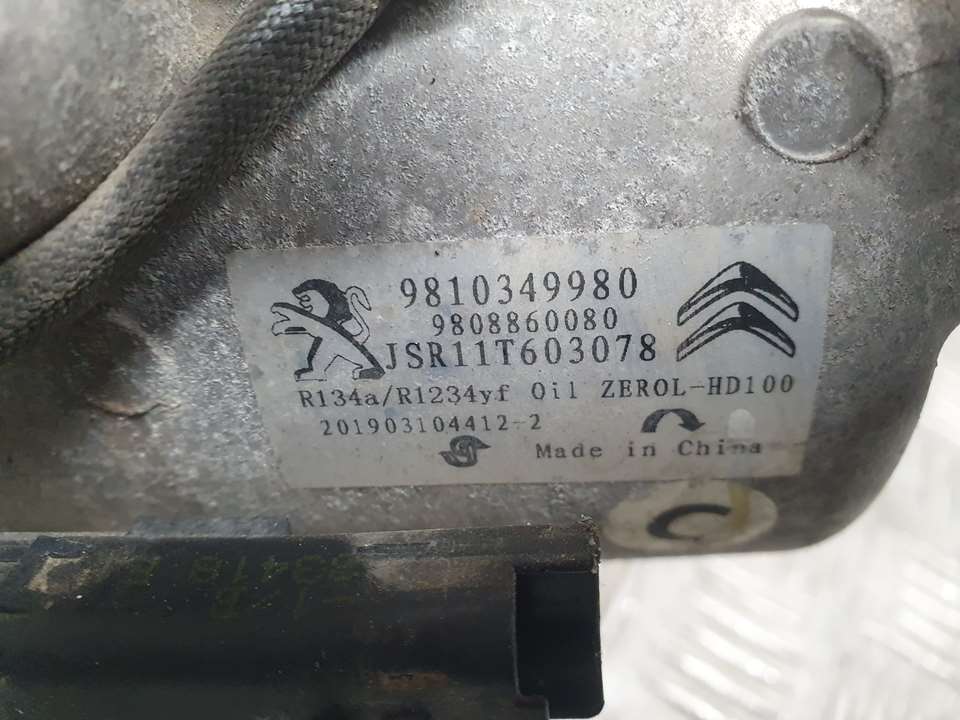 9810349980
9808860080
JSR11T603078
R134a/R1234yf Oil ZEROL-HD100
201903104412-2
Made in China